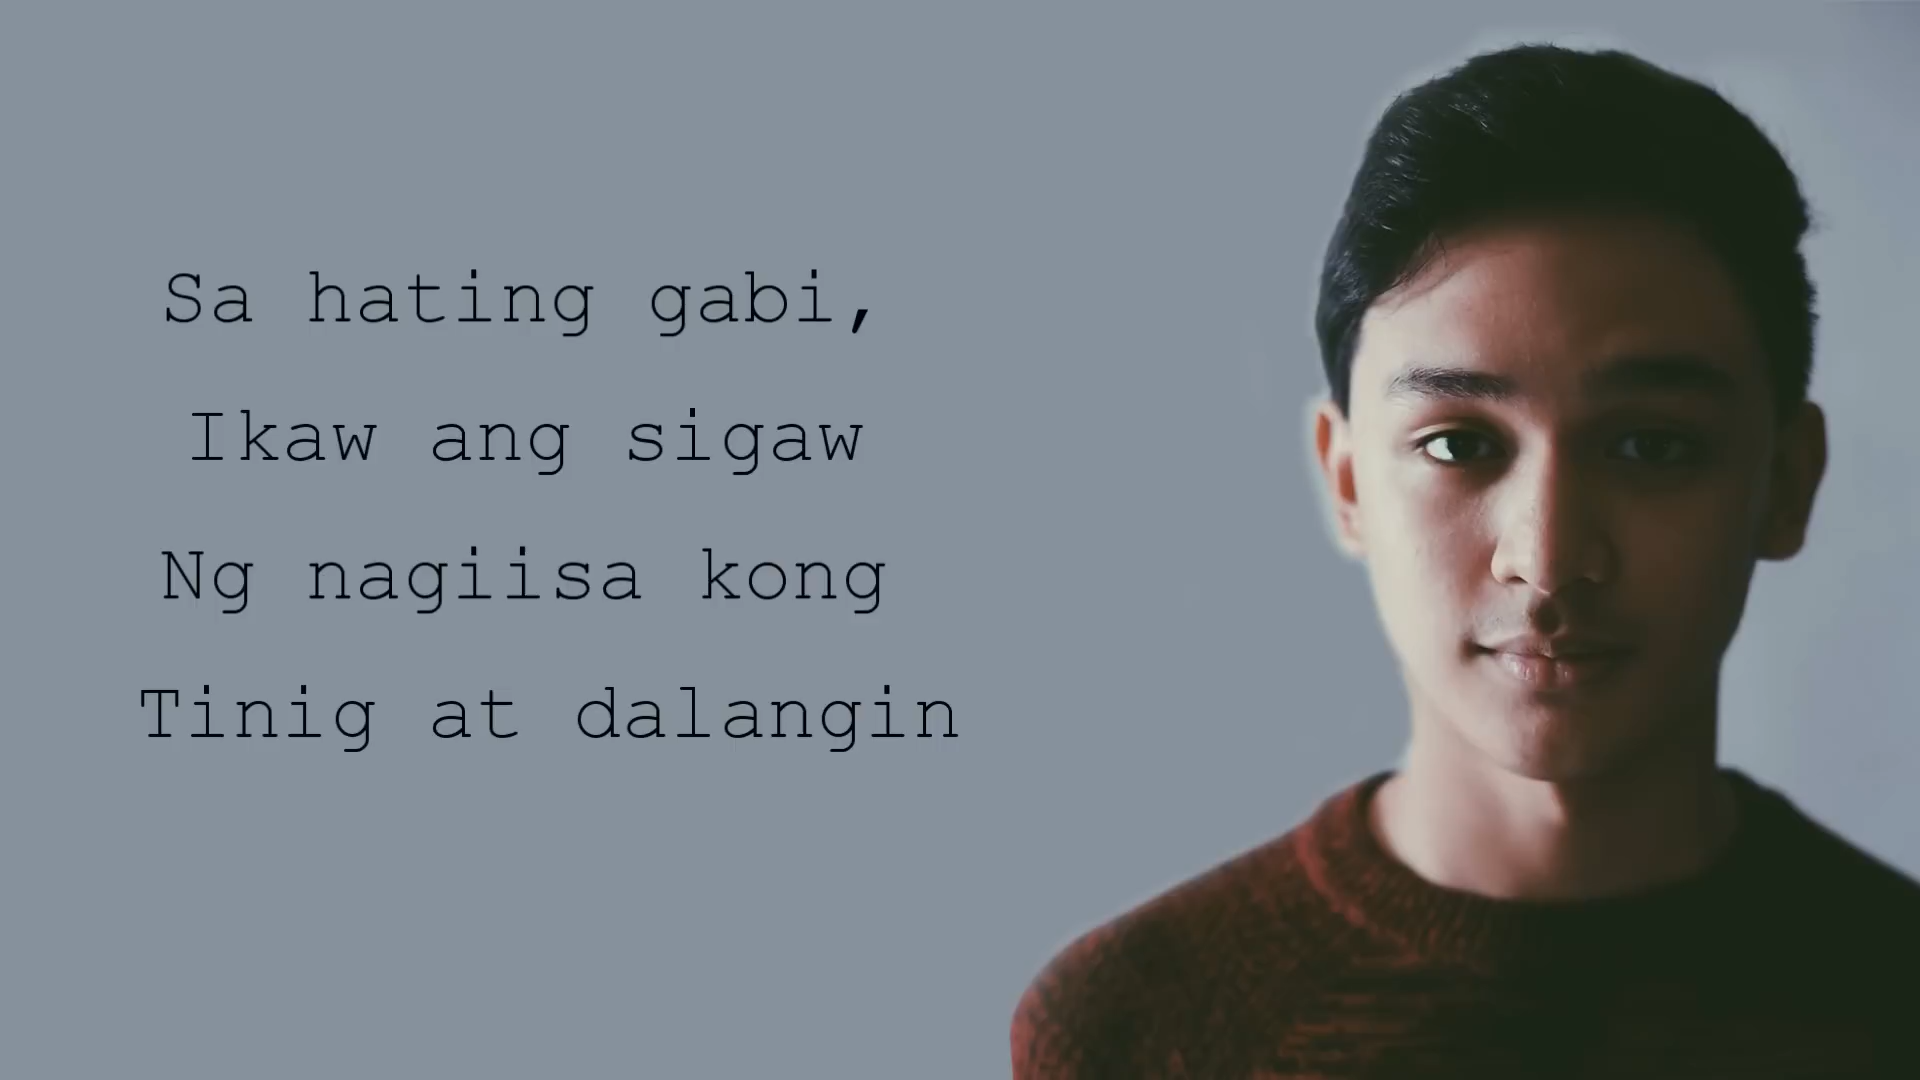 Sa hating gabi,
Ikaw ang sigaw
Ng nagiisa kong
Tinig at dalangin